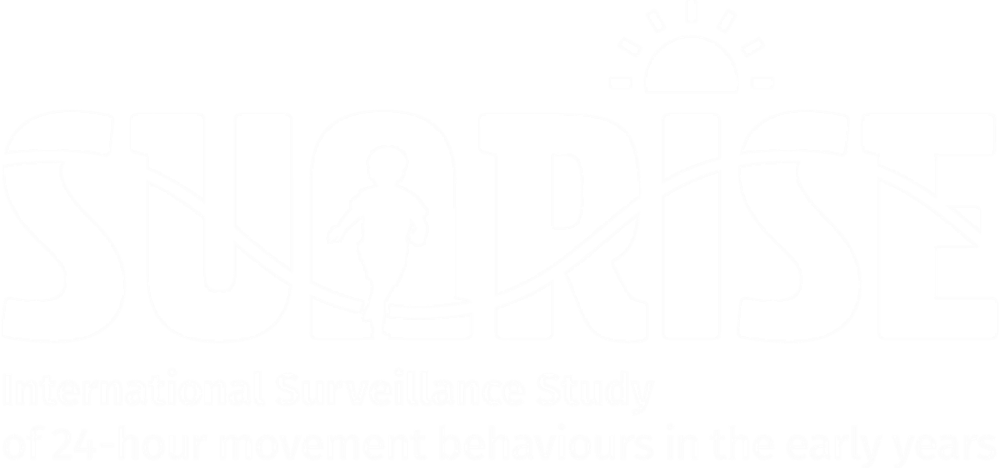 SUNRISE
International Surveillance Study
of 24-hour movement behaviours in the early years